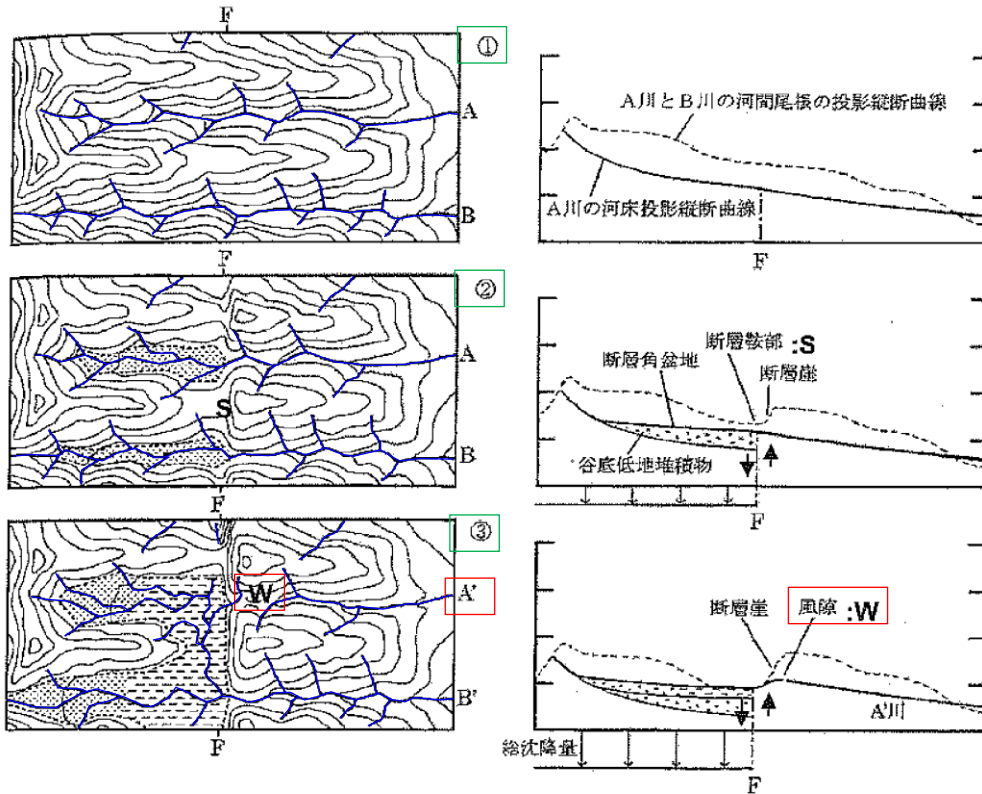 F
①
A
B
F
A川とB川の河間尾根の投影縦断曲線
A川の河床投影縦断曲線
F
②
A
S
B
F
断層鞍部 :S
断層角盆地
断層崖
谷底低地堆積物
F
③
W
A'
B'
F
断層崖
風隙 :W
A'川
総沈降量
F